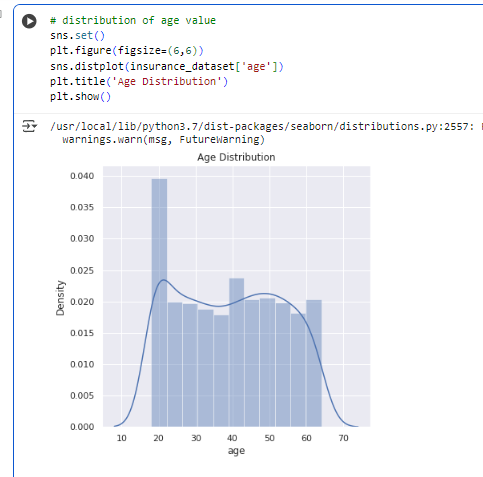 # distribution of age value
sns.set()
plt.figure(figsize=(6,6))
sns.distplot(insurance_dataset['age'])
plt.title('Age Distribution')
plt.show()
/usr/local/lib/python3.7/dist-packages/seaborn/distributions.py:2557:
warnings.warn(msg, FutureWarning)
Age Distribution
0.040
0.035
0.030
0.025
0.020
0.015
0.010
0.005
0.000
Density
10 20 30 40 50 60 70
age